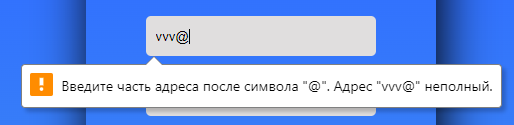 vvv@
Введите часть адреса после символа "@". Адрес "vvv@" неполный.